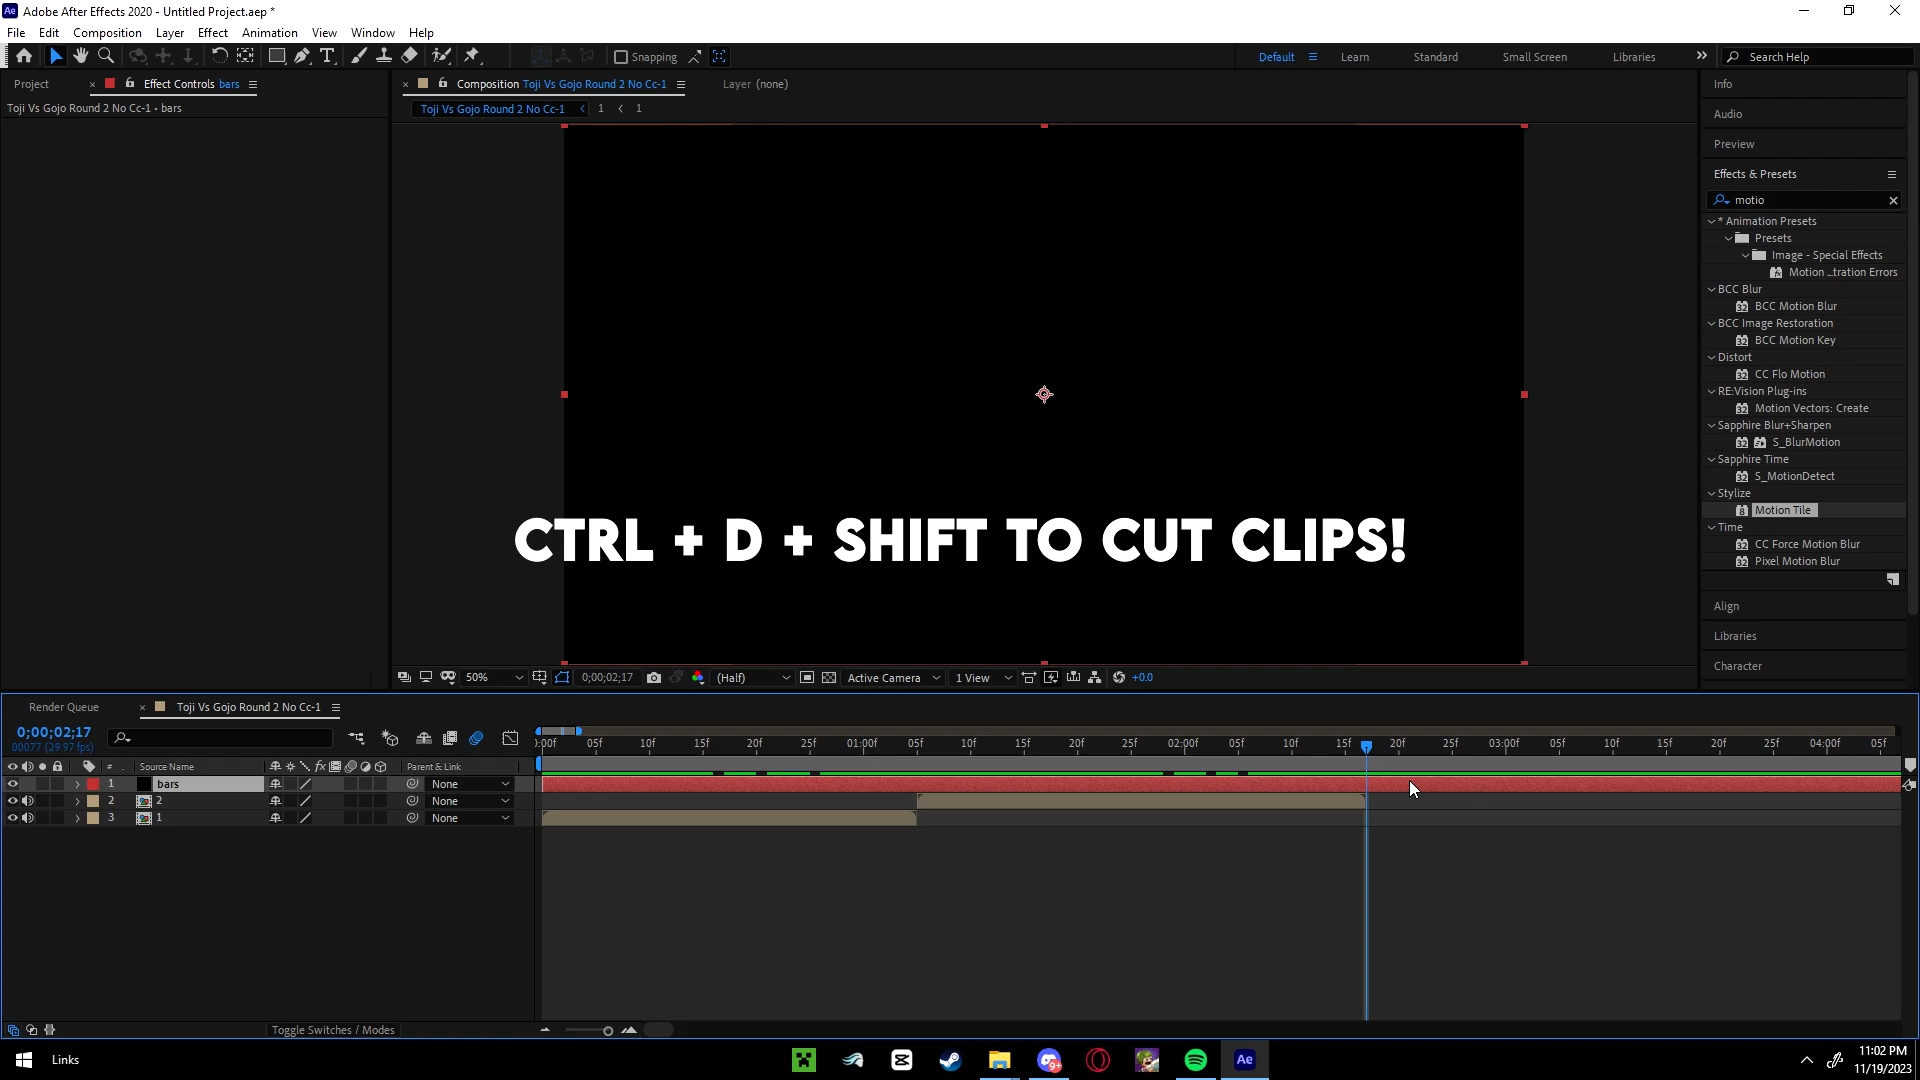 Adobe After Effects 2020 - Untitled Project.aep *
File Edit Composition Layer Effect Animation View Window Help
Snapping
Default Learn Standard Small Screen Libraries
Search Help
Project Effect Controls bars
Toji Vs Gojo Round 2 No Cc-1 • bars
Composition Toji Vs Gojo Round 2 No Cc-1 Layer (none)
Toji Vs Gojo Round 2 No Cc-1 1 1
Info
Audio
Preview
Effects & Presets
motio
* Animation Presets
Presets
Image - Special Effects
Motion ...tration Errors
BCC Blur
BCC Motion Blur
BCC Image Restoration
BCC Motion Key
Distort
CC Flo Motion
RE:Vision Plug-ins
Motion Vectors: Create
Sapphire Blur+Sharpen
S_BlurMotion
Sapphire Time
S_MotionDetect
Stylize
Motion Tile
Time
CC Force Motion Blur
Pixel Motion Blur
Align
Libraries
Character
CTRL + D + SHIFT TO CUT CLIPS!
50% 0;00;02;17 (Half) Active Camera 1 View +0.0
Render Queue Toji Vs Gojo Round 2 No Cc-1
0;00;02;17
00077 (29.97 fps)
):00f 05f 10f 15f 20f 25f 01:00f 05f 10f 15f 20f 25f 02:00f 05f 10f 15f 20f 25f 03:00f 05f 10f 15f 20f 25f 04:00f 05f
# Source Name fx Parent & Link
1 bars None
2 2 None
3 1 None
Toggle Switches / Modes
Links
9+
Ae
11:02 PM
11/19/2023